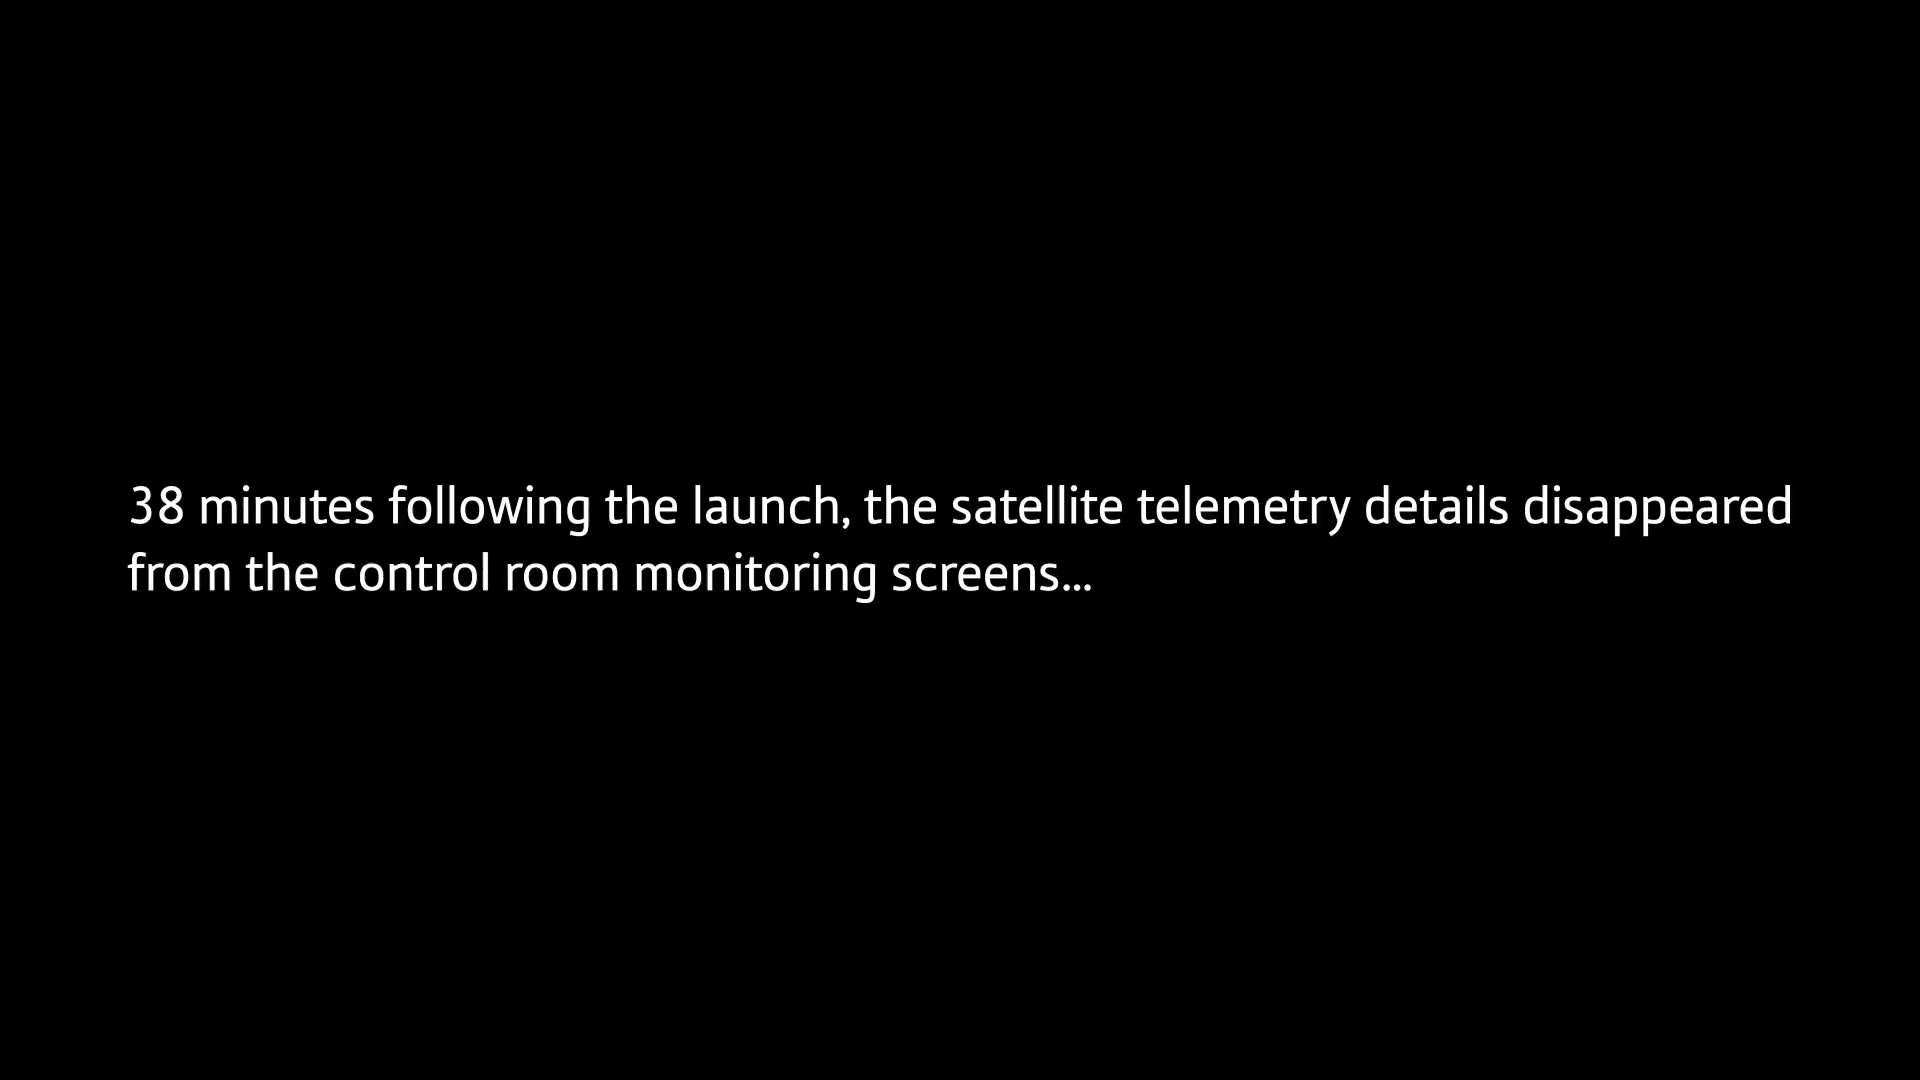 38 minutes following the launch, the satellite telemetry details disappeared
from the control room monitoring screens...